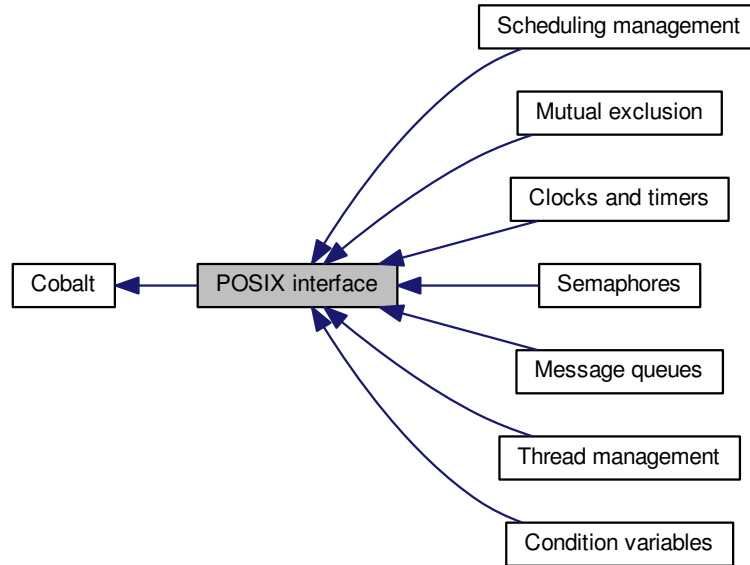 Scheduling management
Mutual exclusion
Clocks and timers
Cobalt
POSIX interface
Semaphores
Message queues
Thread management
Condition variables